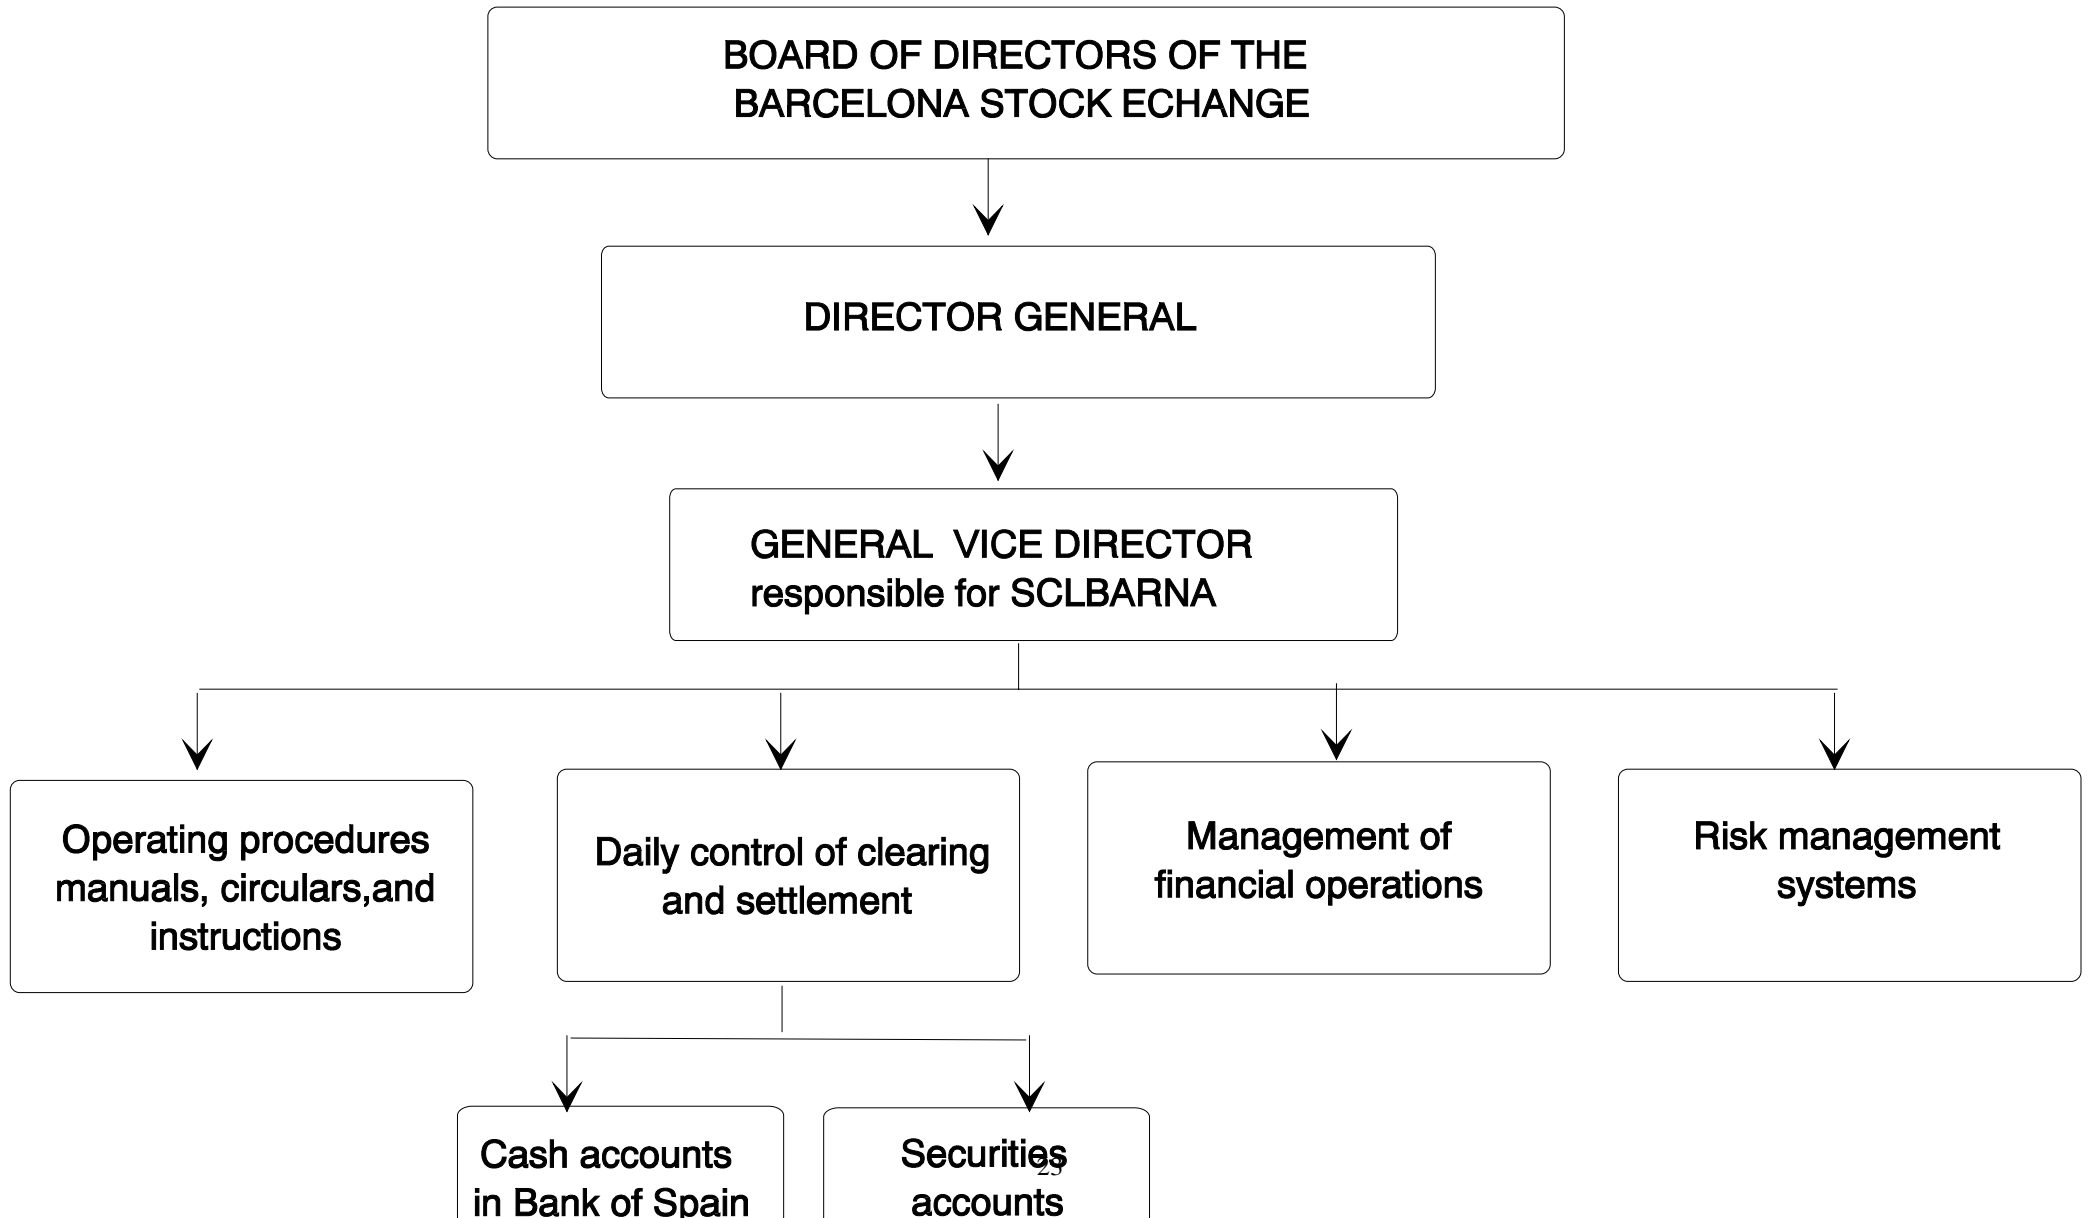 BOARD OF DIRECTORS OF THE
BARCELONA STOCK ECHANGE
DIRECTOR GENERAL
GENERAL  VICE DIRECTOR
responsible for SCLBARNA
Operating procedures
manuals, circulars,and
instructions
Daily control of clearing
and settlement
Management of
financial operations
Risk management
systems
Cash accounts
in Bank of Spain
Securities
accounts
23